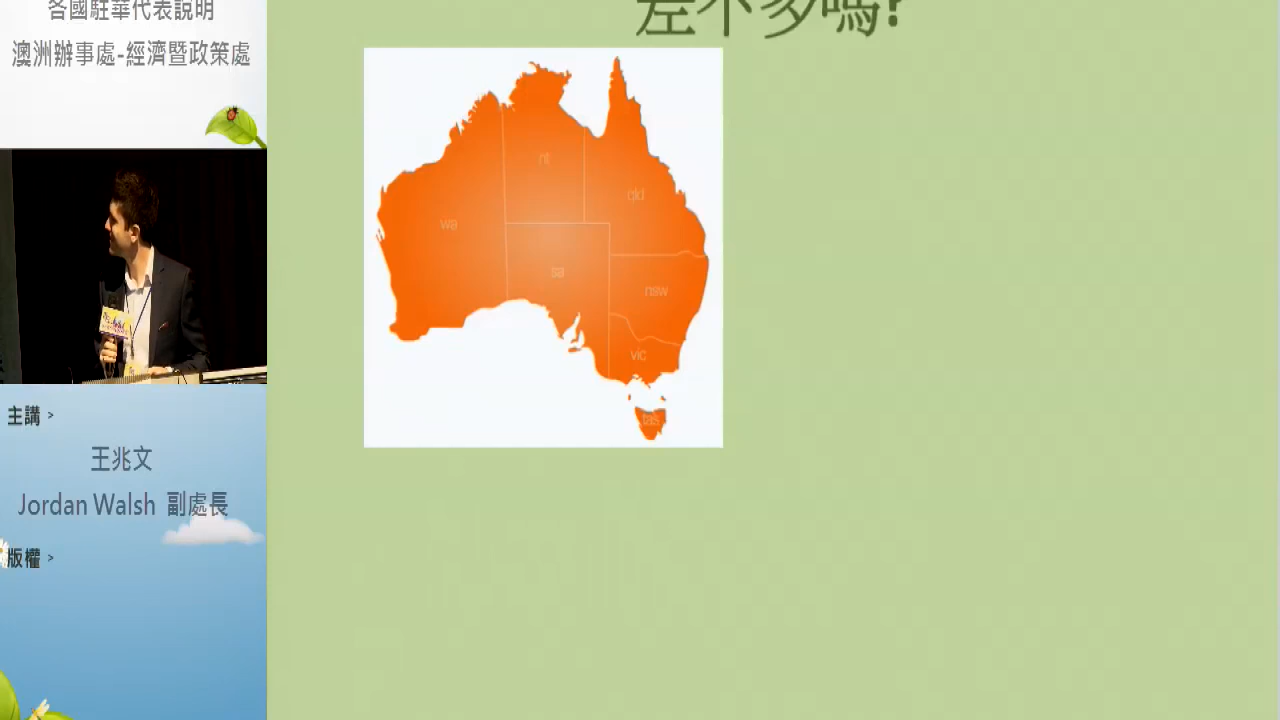 各國駐華代表說明
澳洲辦事處-經濟暨政策處
主講 >
王兆文
Jordan Walsh 副處長
版權 >
差不多嗎?
nt
qld
wa
sa
nsw
vic
tas